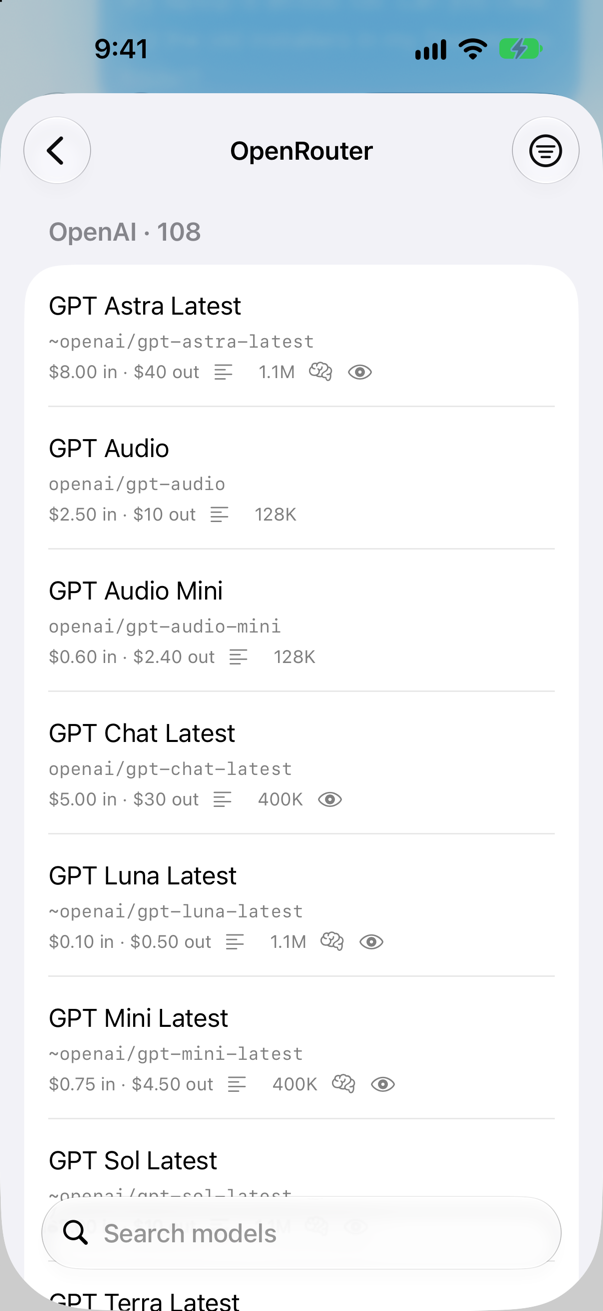 9:41
OpenRouter
OpenAI · 108
GPT Astra Latest
~openai/gpt-astra-latest
$8.00 in · $40 out 1.1M
GPT Audio
openai/gpt-audio
$2.50 in · $10 out 128K
GPT Audio Mini
openai/gpt-audio-mini
$0.60 in · $2.40 out 128K
GPT Chat Latest
openai/gpt-chat-latest
$5.00 in · $30 out 400K
GPT Luna Latest
~openai/gpt-luna-latest
$0.10 in · $0.50 out 1.1M
GPT Mini Latest
~openai/gpt-mini-latest
$0.75 in · $4.50 out 400K
GPT Sol Latest
~openai/gpt-sol-latest
Search models
GPT Terra Latest